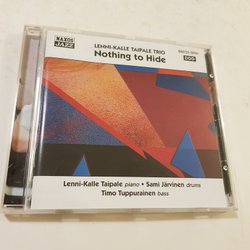 NAXOS
JAZZ
LENNI-KALLE TAIPALE TRIO
Nothing to Hide
DDD
Lenni-Kalle Taipale piano • Sami Järvinen drums
Timo Tuppurainen bass